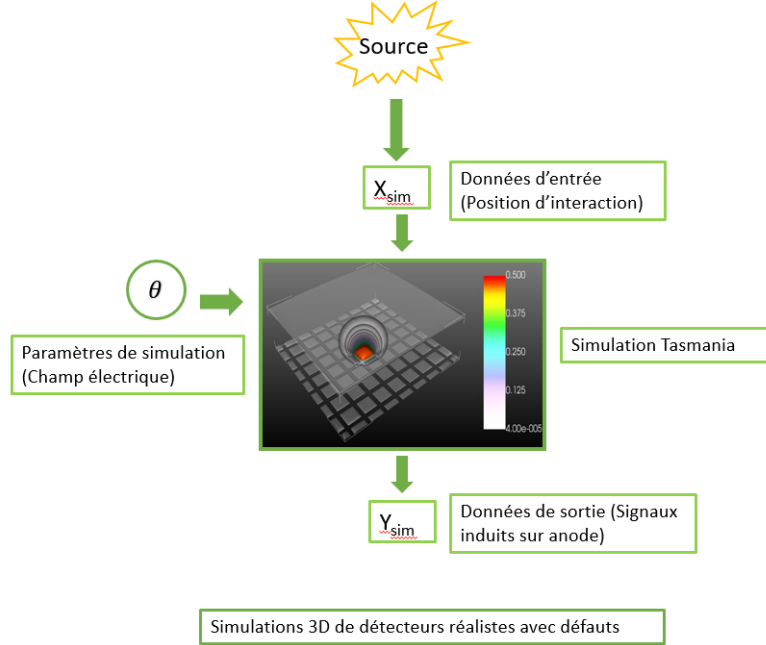 Source
Xsim
Données d'entrée
(Position d'interaction)
θ
Paramètres de simulation
(Champ électrique)
0.500
0.375
0.250
0.125
4.00e-005
Simulation Tasmania
Ysim
Données de sortie (Signaux
induits sur anode)
Simulations 3D de détecteurs réalistes avec défauts